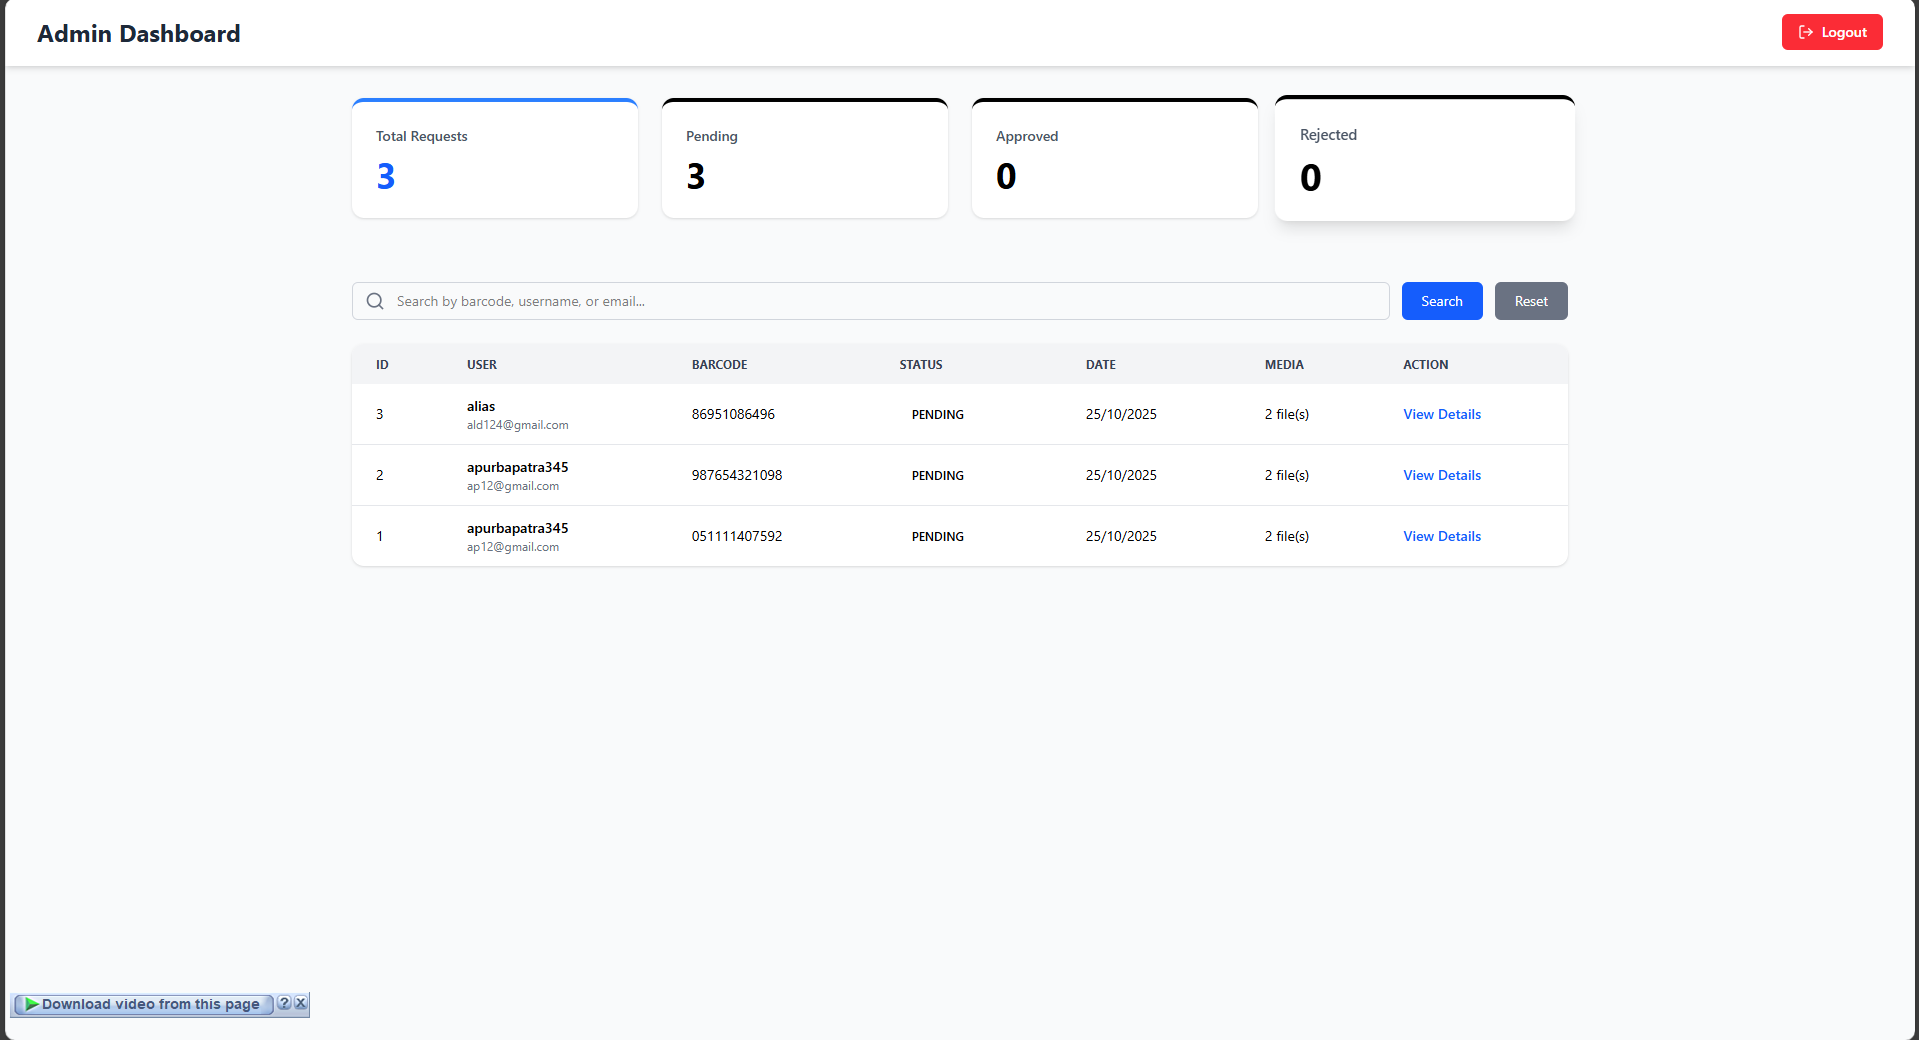 Admin Dashboard
Logout
Total Requests
3
Pending
3
Approved
0
Rejected
0
Search by barcode, username, or email...
Search
Reset
ID USER BARCODE STATUS DATE MEDIA ACTION
3 alias 86951086496 PENDING 25/10/2025 2 file(s) View Details
ald124@gmail.com
2 apurbapatra345 987654321098 PENDING 25/10/2025 2 file(s) View Details
ap12@gmail.com
1 apurbapatra345 051111407592 PENDING 25/10/2025 2 file(s) View Details
ap12@gmail.com
Download video from this page ? X